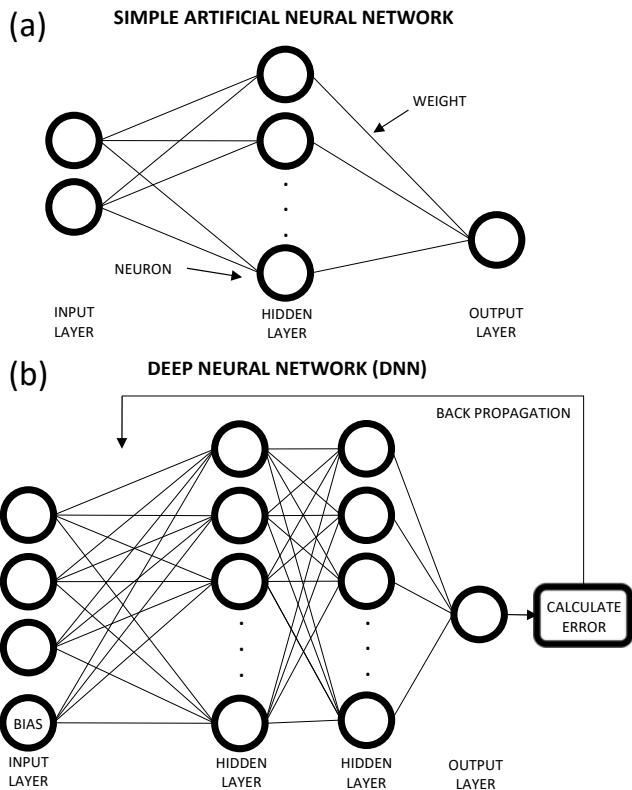 (a)
SIMPLE ARTIFICIAL NEURAL NETWORK
WEIGHT
NEURON
INPUT
LAYER
HIDDEN
LAYER
OUTPUT
LAYER
(b)
DEEP NEURAL NETWORK (DNN)
BACK PROPAGATION
CALCULATE
ERROR
BIAS
INPUT
LAYER
HIDDEN
LAYER
HIDDEN
LAYER
OUTPUT
LAYER